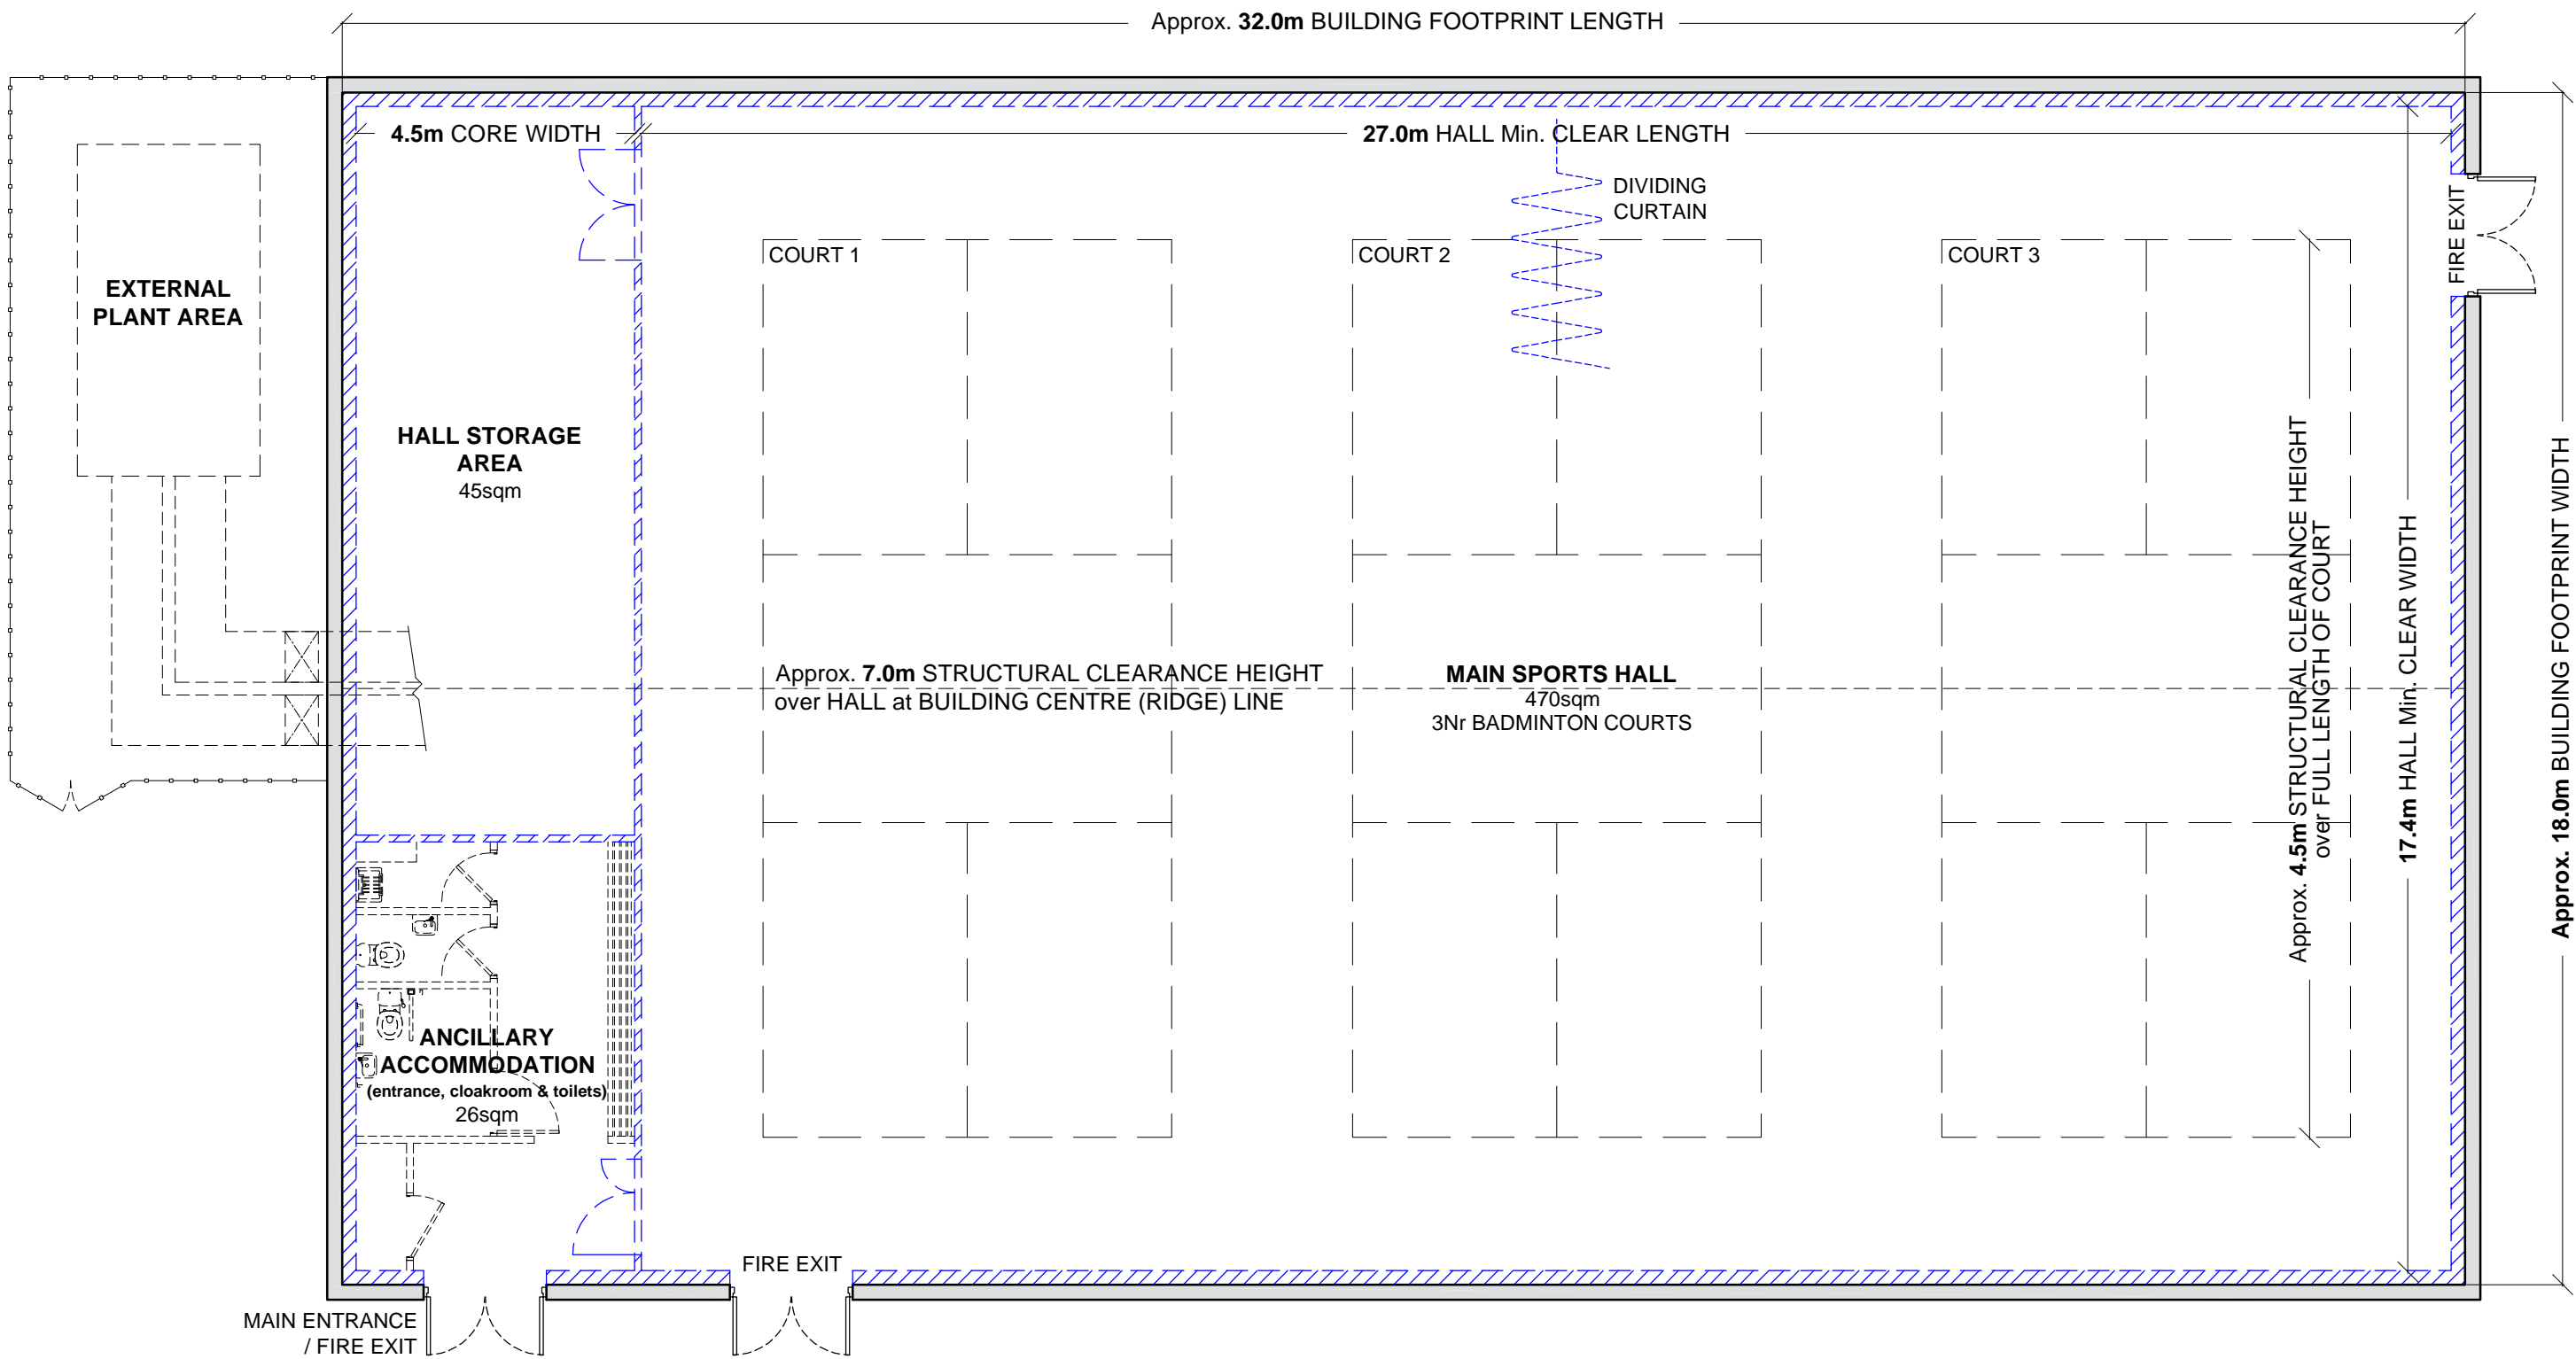 Approx. 32.0m BUILDING FOOTPRINT LENGTH
4.5m CORE WIDTH
27.0m HALL Min. CLEAR LENGTH
DIVIDING
CURTAIN
FIRE EXIT
COURT 1
COURT 2
COURT 3
EXTERNAL
PLANT AREA
HALL STORAGE
AREA
45sqm
Approx. 7.0m STRUCTURAL CLEARANCE HEIGHT
over HALL at BUILDING CENTRE (RIDGE) LINE
MAIN SPORTS HALL
470sqm
3Nr BADMINTON COURTS
Approx. 4.5m STRUCTURAL CLEARANCE HEIGHT
over FULL LENGTH OF COURT
17.4m HALL Min. CLEAR WIDTH
Approx. 18.0m BUILDING FOOTPRINT WIDTH
ANCILLARY
ACCOMMODATION
(entrance, cloakroom & toilets)
26sqm
FIRE EXIT
MAIN ENTRANCE
/ FIRE EXIT